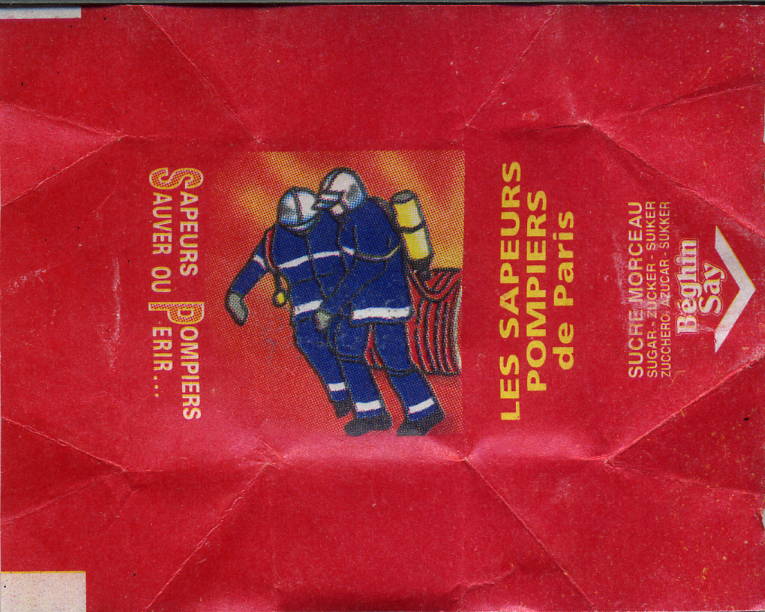 SAPEURS POMPIERS
SAUVER OU PERIR...
LES SAPEURS
POMPIERS
de Paris
SUCRE MORCEAU
SUGAR - ZUCKER - SUIKER
ZUCCHERO AZUCAR - SUKKER
Béghin
Say